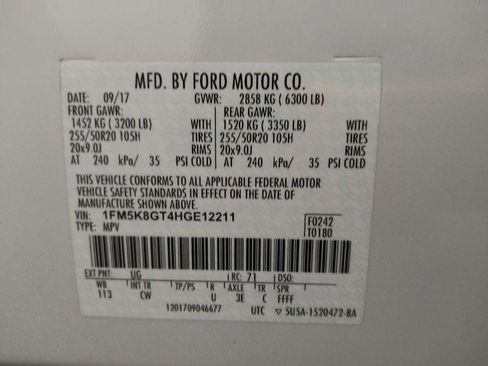 MFD. BY FORD MOTOR CO.
DATE: 09/17 GVWR: 2858 KG ( 6300 LB)
FRONT GAWR: REAR GAWR:
1452 KG ( 3200 LB) WITH 1520 KG ( 3350 LB) WITH
255/50R20 105H TIRES 255/50R20 105H TIRES
20x9.0J RIMS 20x9.0J RIMS
AT 240 kPa/ 35 PSI COLD AT 240 kPa/ 35 PSI COLD
THIS VEHICLE CONFORMS TO ALL APPLICABLE FEDERAL MOTOR
VEHICLE SAFETY STANDARDS IN EFFECT ON THE DATE OF
MANUFACTURE SHOWN ABOVE.
VIN: 1FM5K8GT4HGE12211 F0242
TYPE: MPV T0180
EXT PNT: UG RC: 71 DSO:
WB INT TR TP/PS R AXLE TR SPR
113 CW U 3E C FFFF
1201709046677 UTC ▽ 5U5A-1520472-BA